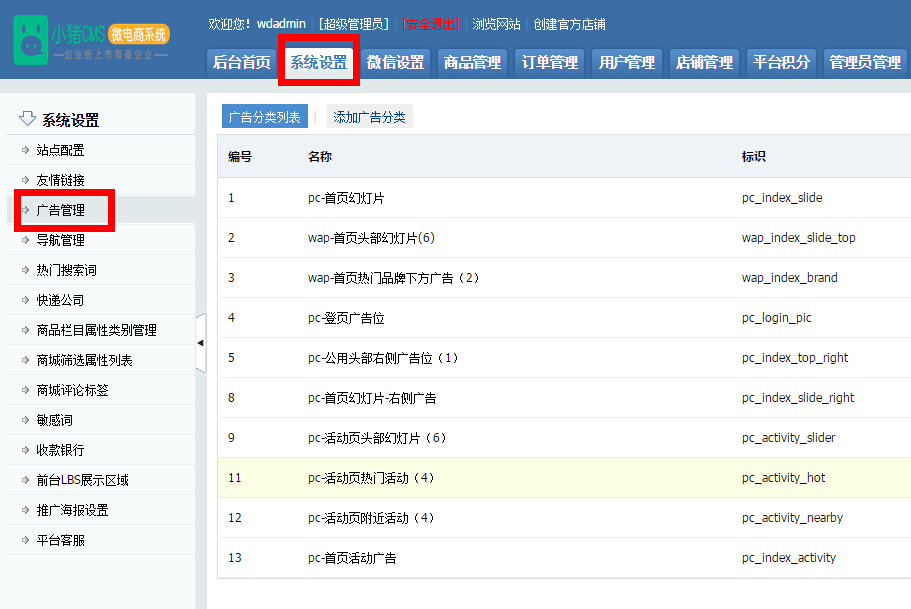 小猪CMS 微电商系统
创业板上市筹备企业
欢迎您! wdadmin [超级管理员] [安全退出] 浏览网站 创建官方店铺
后台首页 系统设置 微信设置 商品管理 订单管理 用户管理 店铺管理 平台积分 管理员管理
系统设置
站点配置
友情链接
广告管理
导航管理
热门搜索词
快递公司
商品栏目属性类别管理
商城筛选属性列表
商城评论标签
敏感词
收款银行
前台LBS展示区域
推广海报设置
平台客服
广告分类列表 | 添加广告分类
编号 名称 标识
1 pc-首页幻灯片 pc_index_slide
2 wap-首页头部幻灯片(6) wap_index_slide_top
3 wap-首页热门品牌下方广告（2） wap_index_brand
4 pc-登页广告位 pc_login_pic
5 pc-公用头部右侧广告位（1） pc_index_top_right
8 pc-首页幻灯片-右侧广告 pc_index_slide_right
9 pc-活动页头部幻灯片（6） pc_activity_slider
11 pc-活动页热门活动（4） pc_activity_hot
12 pc-活动页附近活动（4） pc_activity_nearby
13 pc-首页活动广告 pc_index_activity